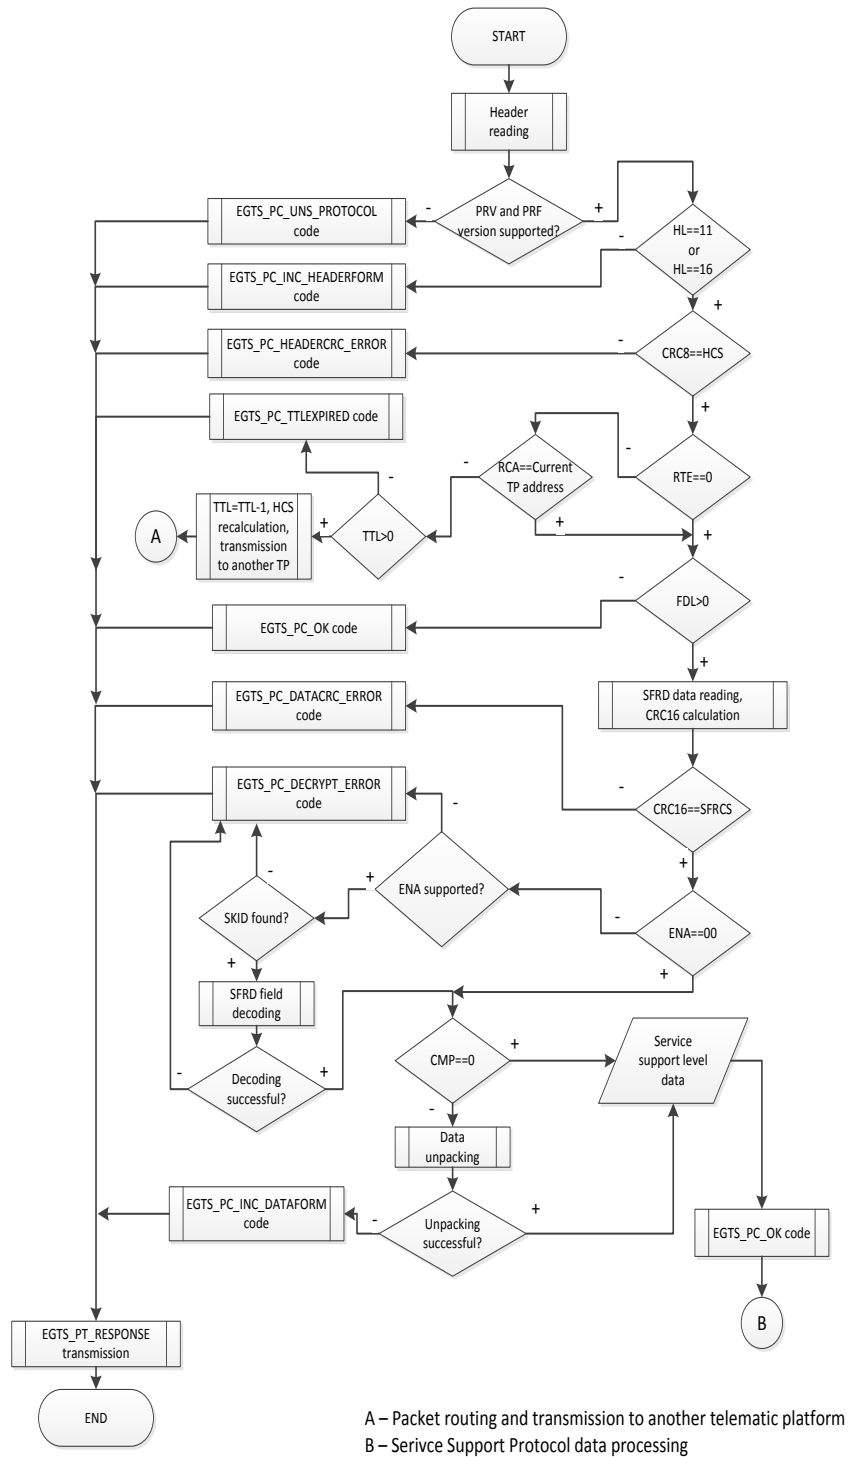 START
Header
reading
PRV and PRF
version supported?
-
+
EGTS_PC_UNS_PROTOCOL
code
HL==11
or
HL==16
-
+
EGTS_PC_INC_HEADERFORM
code
CRC8==HCS
-
+
EGTS_PC_HEADERCRC_ERROR
code
RTE==0
-
+
EGTS_PC_TTLEXPIRED code
RCA==Current
TP address
-
+
TTL>0
-
+
TTL=TTL-1, HCS
recalculation,
transmission
to another TP
A
FDL>0
-
+
EGTS_PC_OK code
SFRD data reading,
CRC16 calculation
EGTS_PC_DATACRC_ERROR
code
CRC16==SFRCS
-
+
EGTS_PC_DECRYPT_ERROR
code
ENA==00
-
+
ENA supported?
-
+
SKID found?
-
+
SFRD field
decoding
Decoding
successful?
-
+
CMP==0
+
-
Service
support level
data
Data
unpacking
Unpacking
successful?
-
+
EGTS_PC_INC_DATAFORM
code
EGTS_PC_OK code
B
EGTS_PT_RESPONSE
transmission
END
A – Packet routing and transmission to another telematic platform
B – Serivce Support Protocol data processing